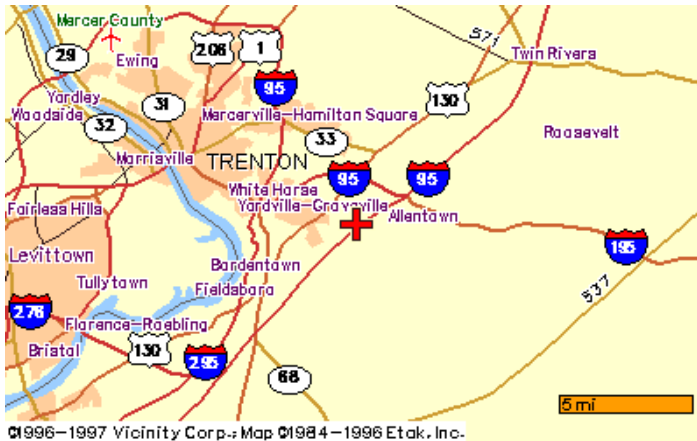 Mercer County
29
Ewing
206
1
571
Twin Rivers
Yardley
Woodside
31
95
130
32
Mercerville-Hamilton Square
33
Roosevelt
Morrisville
TRENTON
White Horse
95
95
Yardville-Groveville
Allentown
Fairless Hills
Levittown
195
Bordentown
Tullytown
Fieldsboro
537
276
Florence-Roebling
Bristol
130
295
68
5 mi
©1996-1997 Vicinity Corp.; Map ©1984-1996 Etak, Inc.